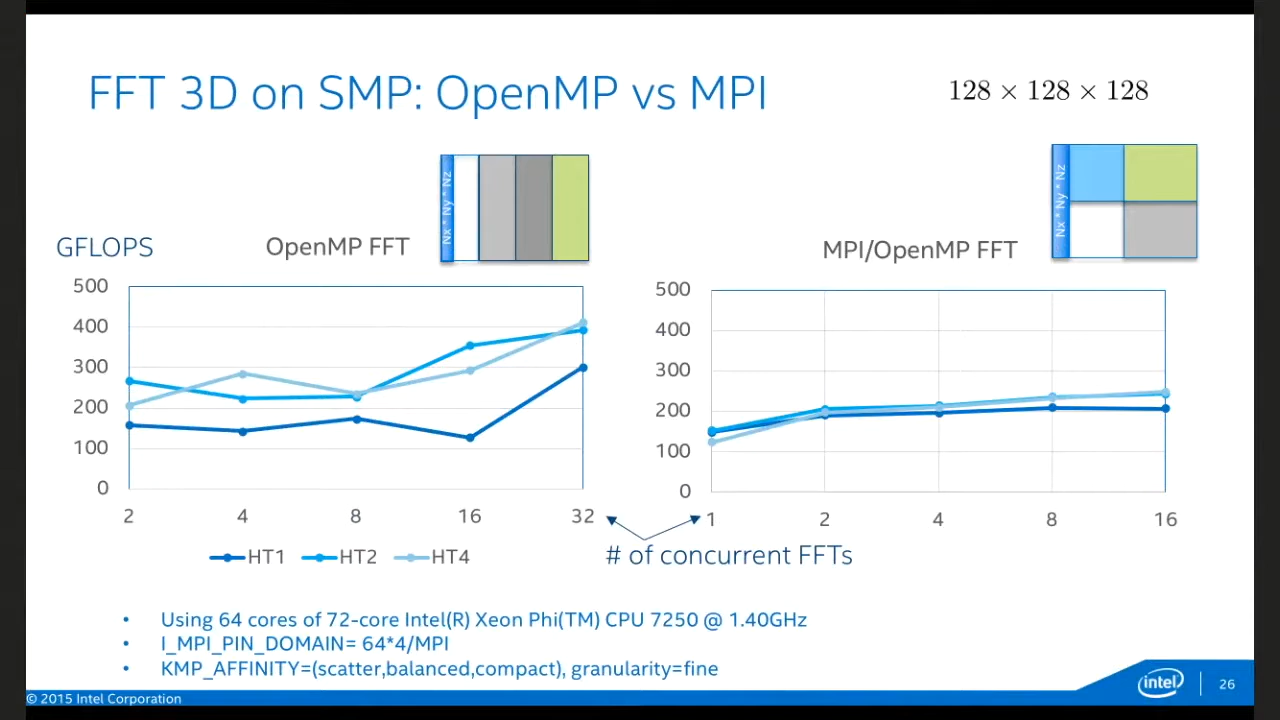 FFT 3D on SMP: OpenMP vs MPI
128 × 128 × 128
Nx * Ny * Nz
Nx * Ny * Nz
GFLOPS
OpenMP FFT
MPI/OpenMP FFT
500
400
300
200
100
0
2 4 8 16 32
HT1 HT2 HT4
500
400
300
200
100
0
1 2 4 8 16
# of concurrent FFTs
• Using 64 cores of 72-core Intel(R) Xeon Phi(TM) CPU 7250 @ 1.40GHz
• I_MPI_PIN_DOMAIN= 64*4/MPI
• KMP_AFFINITY=(scatter,balanced,compact), granularity=fine
© 2015 Intel Corporation
intel
26